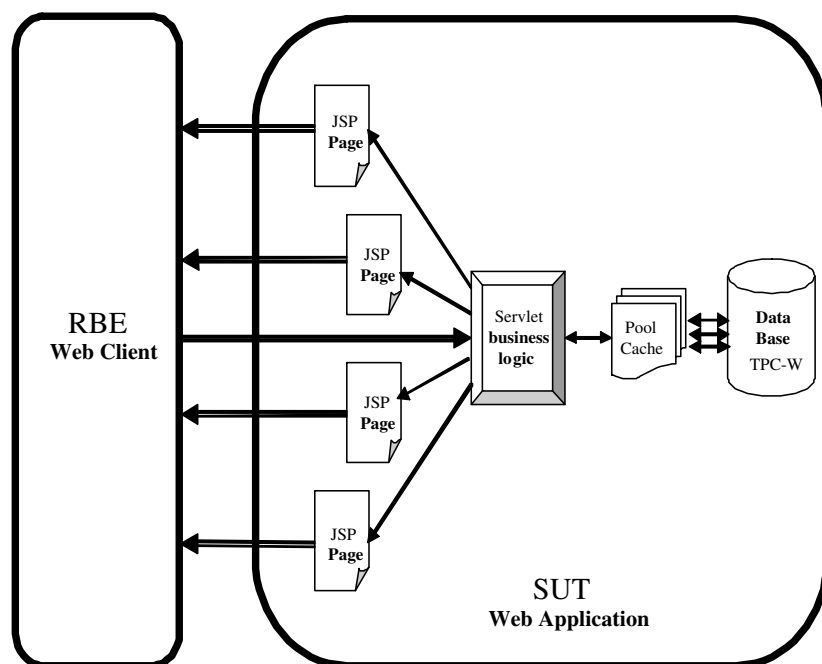 JSP
Page
JSP
Page
RBE
Web Client
Servlet
business
logic
Pool
Cache
Data
Base
TPC-W
JSP
Page
JSP
Page
SUT
Web Application